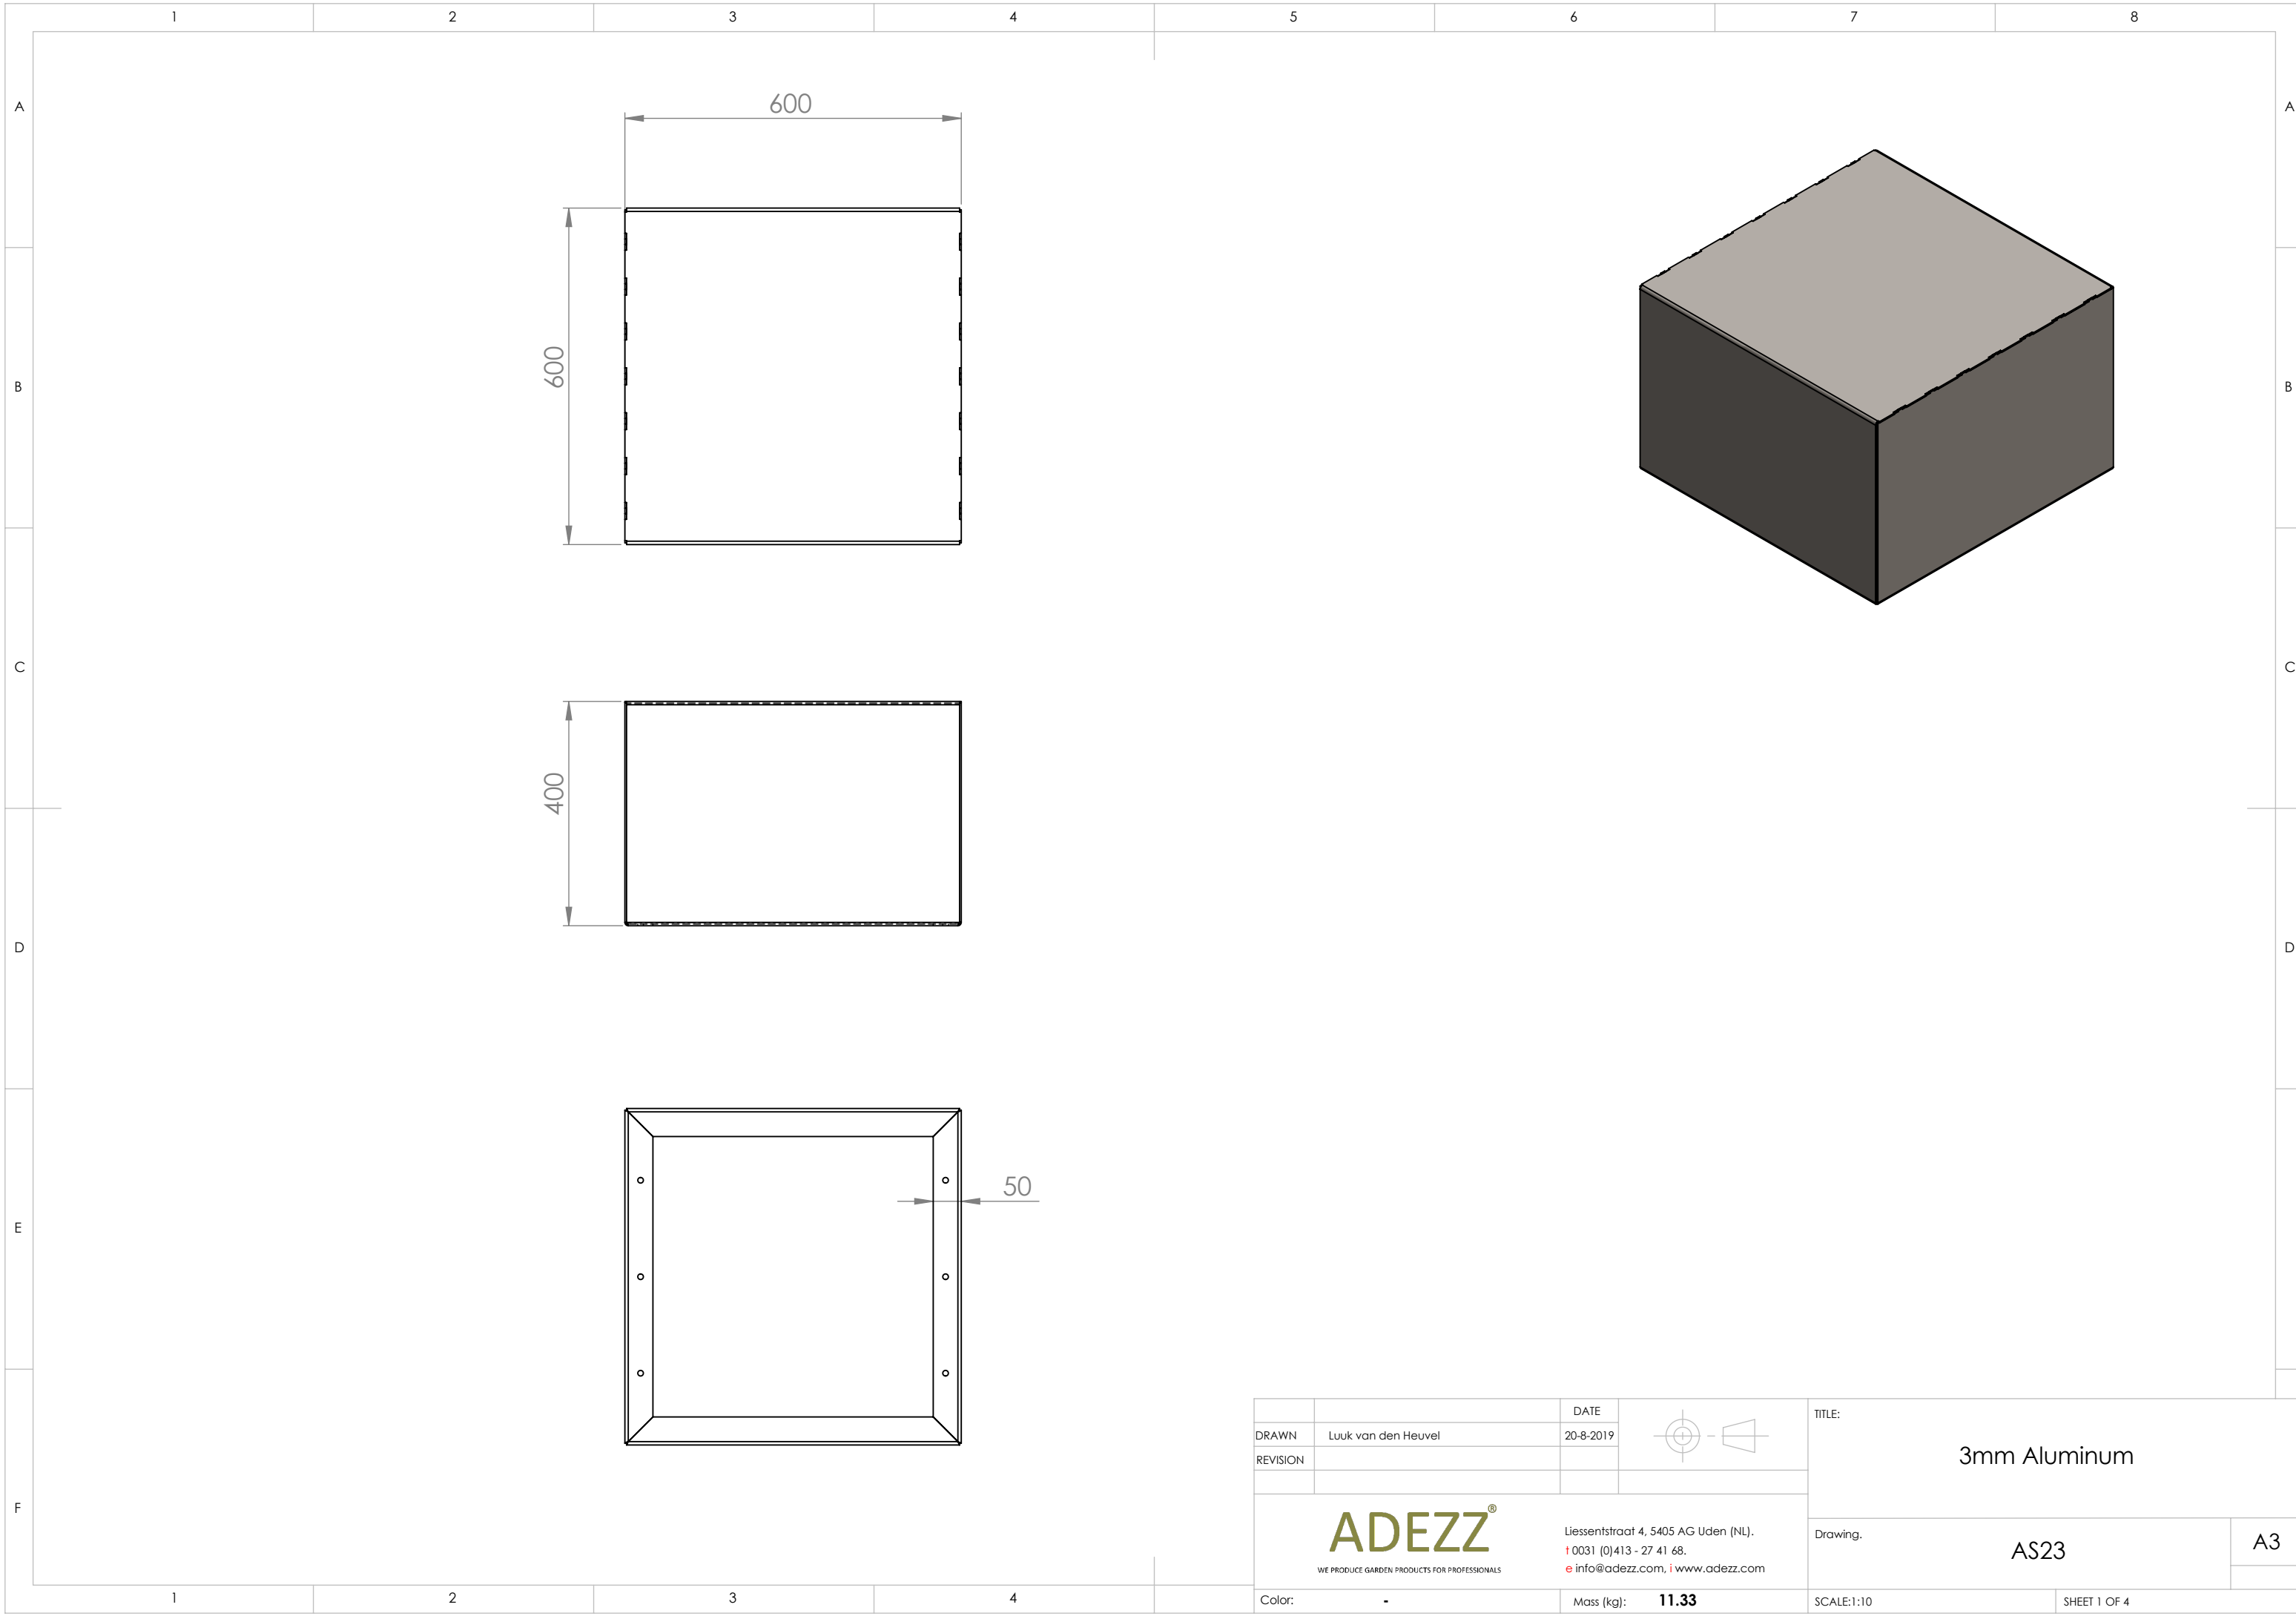 1 2 3 4 5 6 7 8
A A
600
600
B B
C C
400
D D
50
E E
DATE
TITLE:
DRAWN Luuk van den Heuvel 20-8-2019
REVISION
3mm Aluminum
F
ADEZZ®
WE PRODUCE GARDEN PRODUCTS FOR PROFESSIONALS
Liessentstraat 4, 5405 AG Uden (NL).
t 0031 (0)413 - 27 41 68.
e info@adezz.com, i www.adezz.com
Drawing.
AS23
A3
1 2 3 4
Color: -
Mass (kg): 11.33
SCALE:1:10
SHEET 1 OF 4